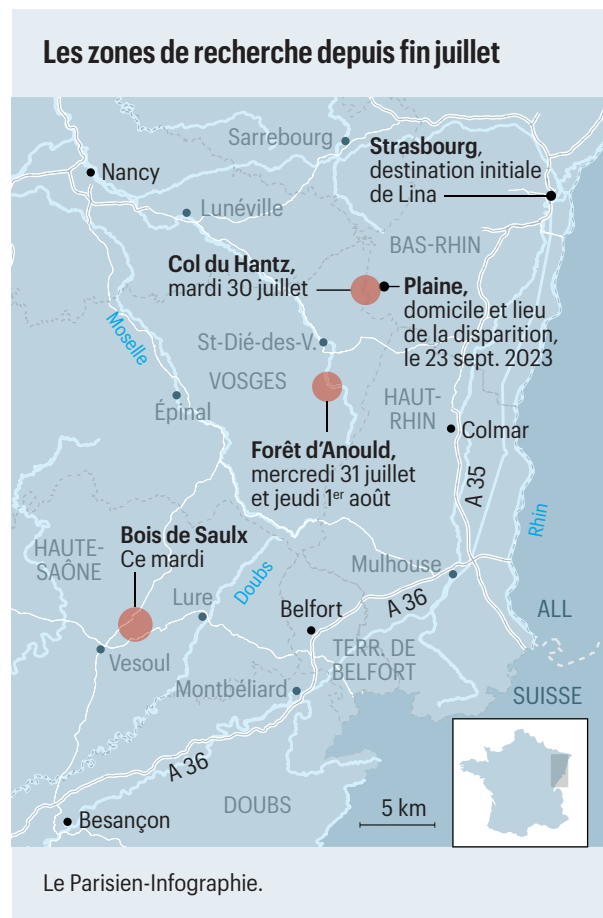 Les zones de recherche depuis fin juillet
Sarrebourg
Strasbourg,
destination initiale
de Lina
Nancy
Lunéville
BAS-RHIN
Col du Hantz,
mardi 30 juillet
Plaine,
domicile et lieu
de la disparition,
le 23 sept. 2023
Moselle
St-Dié-des-V.
VOSGES
Épinal
HAUT-
RHIN
Colmar
Forêt d'Anould,
mercredi 31 juillet
et jeudi 1er août
A 35
Rhin
Bois de Saulx
Ce mardi
HAUTE-
SAÔNE
Doubs
Lure
Mulhouse
Belfort
A 36
ALL
Vesoul
TERR. DE
BELFORT
Montbéliard
SUISSE
A 36
DOUBS
5 km
Besançon
Le Parisien-Infographie.